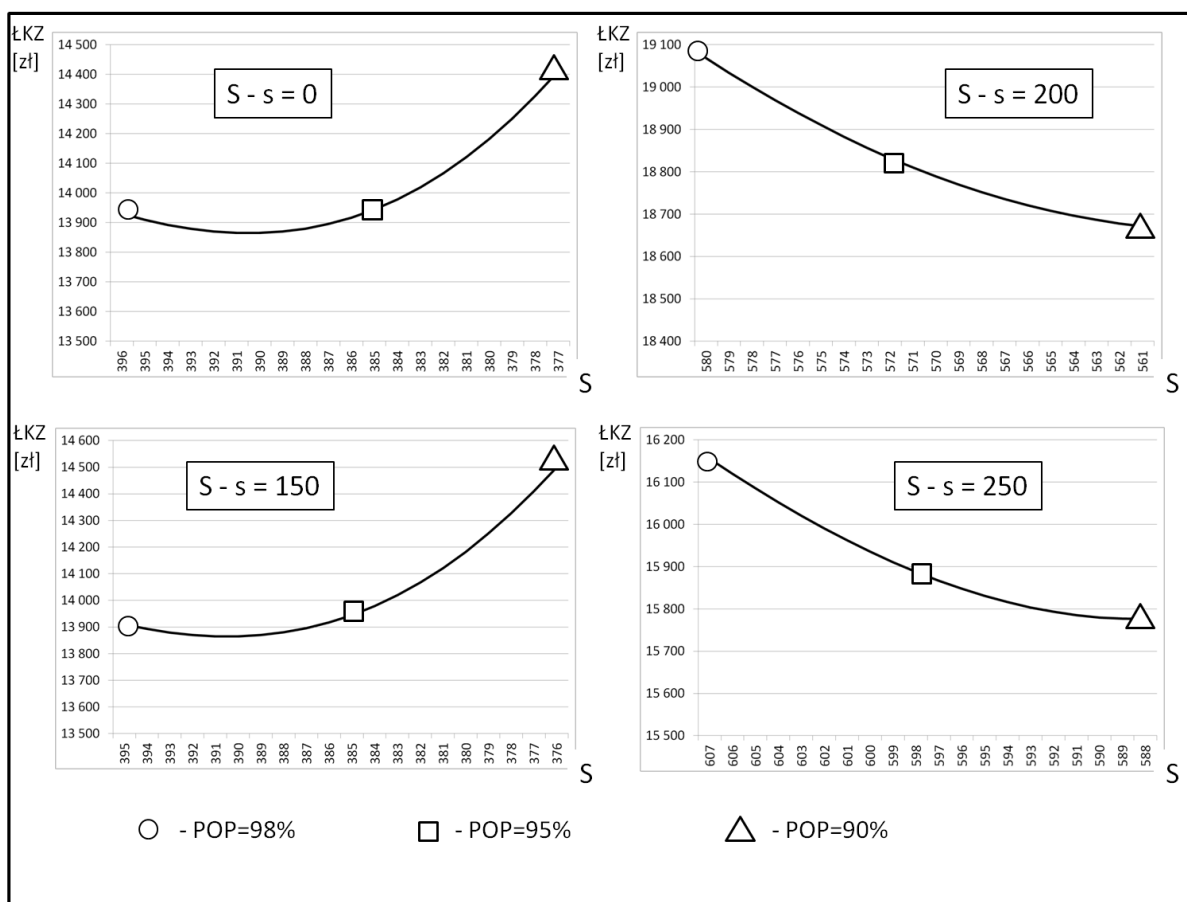 ŁKZ
[zł]
14 500
14 400
14 300
14 200
14 100
14 000
13 900
13 800
13 700
13 600
13 500
S - s = 0
396 395 394 393 392 391 390 389 388 387 386 385 384 383 382 381 380 379 378 377
S
ŁKZ
[zł]
19 100
19 000
18 900
18 800
18 700
18 600
18 500
18 400
S - s = 200
580 579 578 577 576 575 574 573 572 571 570 569 568 567 566 565 564 563 562 561
S
ŁKZ
[zł]
14 600
14 500
14 400
14 300
14 200
14 100
14 000
13 900
13 800
13 700
13 600
13 500
S - s = 150
395 394 393 392 391 390 389 388 387 386 385 384 383 382 381 380 379 378 377 376
S
ŁKZ
[zł]
16 200
16 100
16 000
15 900
15 800
15 700
15 600
15 500
S - s = 250
607 606 605 604 603 602 601 600 599 598 597 596 595 594 593 592 591 590 589 588
S
- POP=98%
- POP=95%
- POP=90%